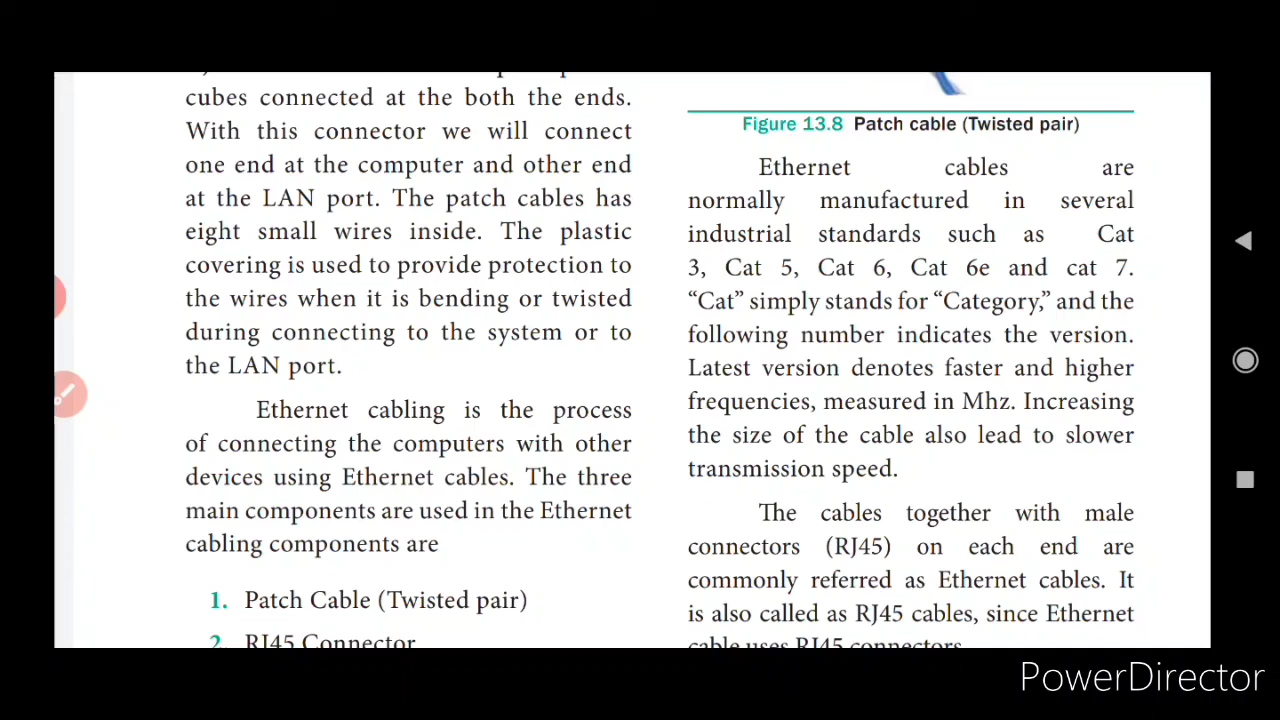 cubes connected at the both the ends.
With this connector we will connect
one end at the computer and other end
at the LAN port. The patch cables has
eight small wires inside. The plastic
covering is used to provide protection to
the wires when it is bending or twisted
during connecting to the system or to
the LAN port.
Ethernet cabling is the process
of connecting the computers with other
devices using Ethernet cables. The three
main components are used in the Ethernet
cabling components are
1. Patch Cable (Twisted pair)
2. RJ45 Connector
Figure 13.8 Patch cable (Twisted pair)
Ethernet cables are
normally manufactured in several
industrial standards such as Cat
3, Cat 5, Cat 6, Cat 6e and cat 7.
“Cat” simply stands for “Category,” and the
following number indicates the version.
Latest version denotes faster and higher
frequencies, measured in Mhz. Increasing
the size of the cable also lead to slower
transmission speed.
The cables together with male
connectors (RJ45) on each end are
commonly referred as Ethernet cables. It
is also called as RJ45 cables, since Ethernet
cable uses RJ45 connectors.
PowerDirector